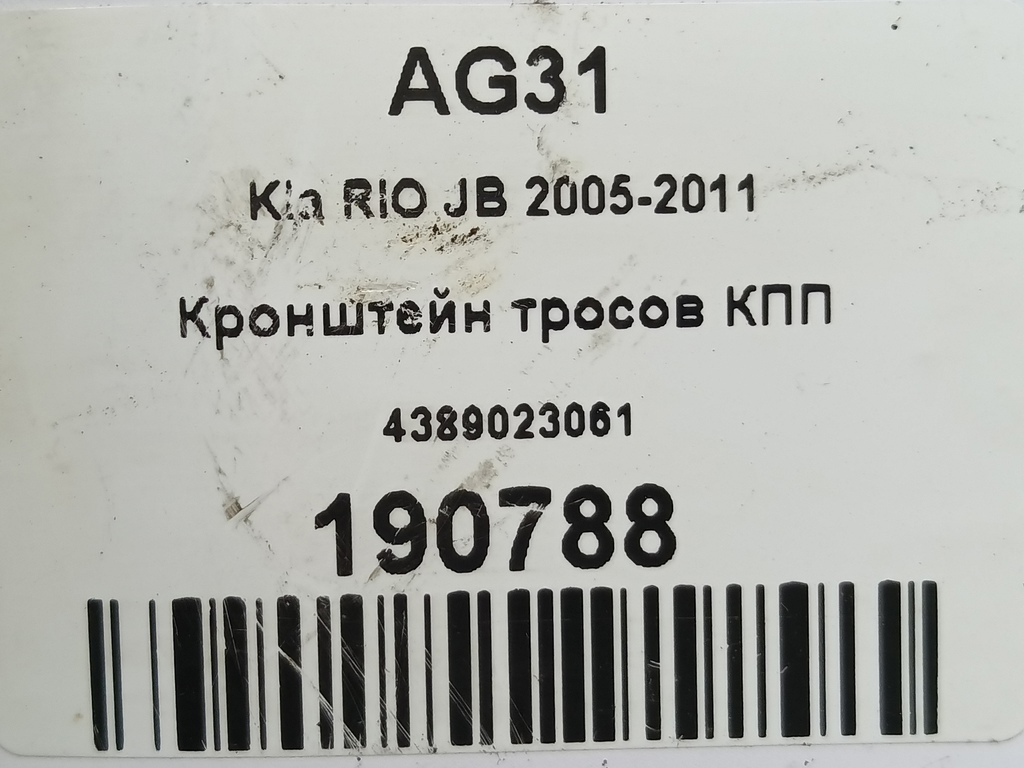 AG31
Kia RIO JB 2005-2011
Кронштейн тросов КПП
4389023061
190788